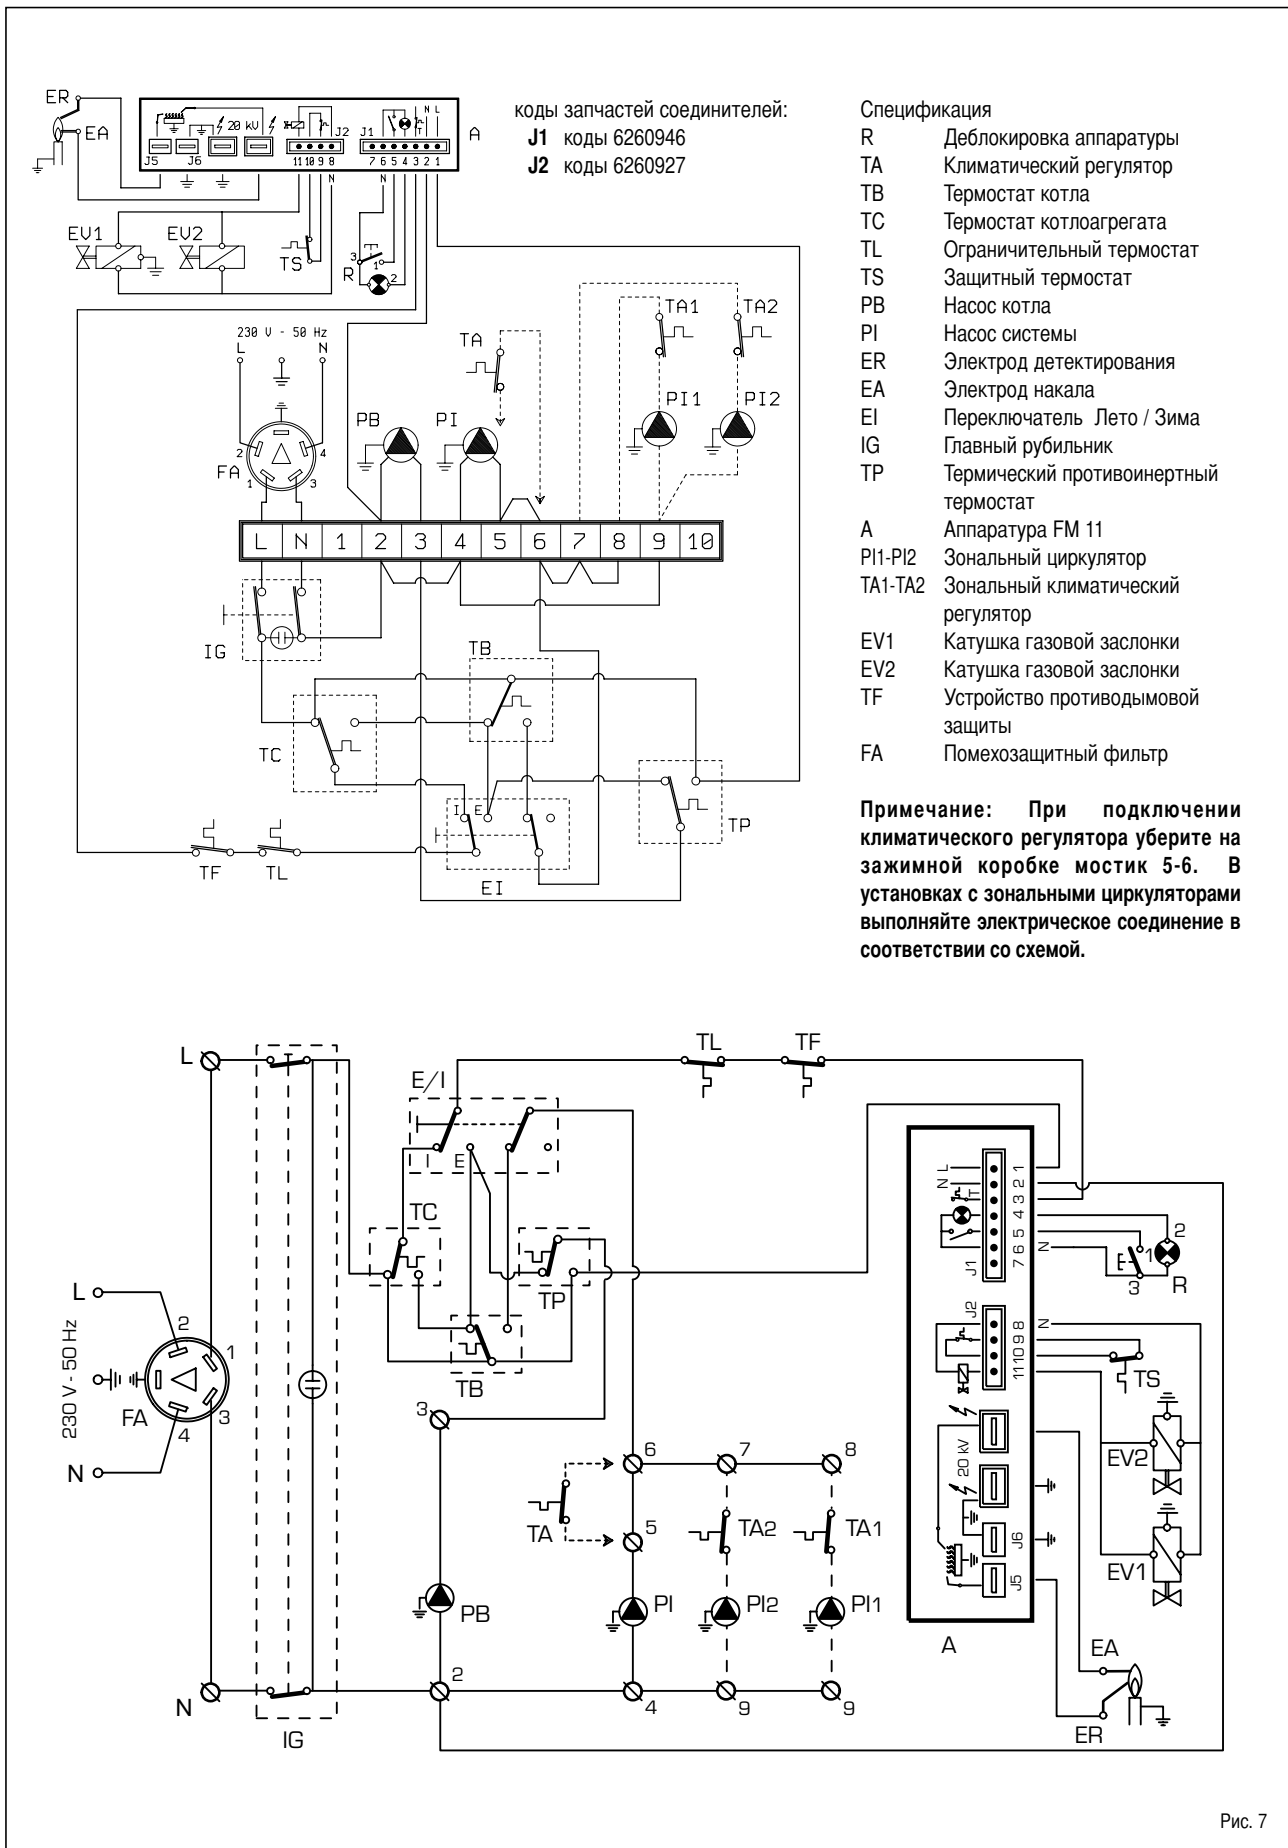 коды запчастей соединителей:
J1 коды 6260946
J2 коды 6260927
Спецификация
R Деблокировка аппаратуры
TA Климатический регулятор
TB Термостат котла
TC Термостат котлоагрегата
TL Ограничительный термостат
TS Защитный термостат
PB Насос котла
PI Насос системы
ER Электрод детектирования
EA Электрод накала
EI Переключатель Лето / Зима
IG Главный рубильник
TP Термический противоинертный
термостат
A Аппаратура FM 11
PI1-PI2 Зональный циркулятор
TA1-TA2 Зональный климатический
регулятор
EV1 Катушка газовой заслонки
EV2 Катушка газовой заслонки
TF Устройство противодымовой
защиты
FA Помехозащитный фильтр
Примечание: При подключении
климатического регулятора уберите на
зажимной коробке мостик 5-6. В
установках с зональными циркуляторами
выполняйте электрическое соединение в
соответствии со схемой.
ER
EA
20 kV
J5 J6 J2 J1
N L
T
A
11 10 9 8 7 6 5 4 3 2 1
N N
EV1 EV2 TS R
3 1 2
230 V - 50 Hz
L N
TA TA1 TA2
PB PI PI1 PI2
2 4
FA
1 3
L N 1 2 3 4 5 6 7 8 9 10
IG
TB
TC
I E
TP
TF TL EI
L TL TF
E/I
I E
TC
TP
TB
L
230 V - 50 Hz
N
2 1
FA 3
4
3
6 7 8
TA 5 TA2 TA1
PB PI PI2 PI1
N 2 4 9 9
IG
N L
T
1 2 3 4 5 6 7
N
J1
2 1 3 R
J2
N
8 9 10 11
TS
20 kV
EV2
J6
J5
EV1
A
EA
ER
Рис. 7